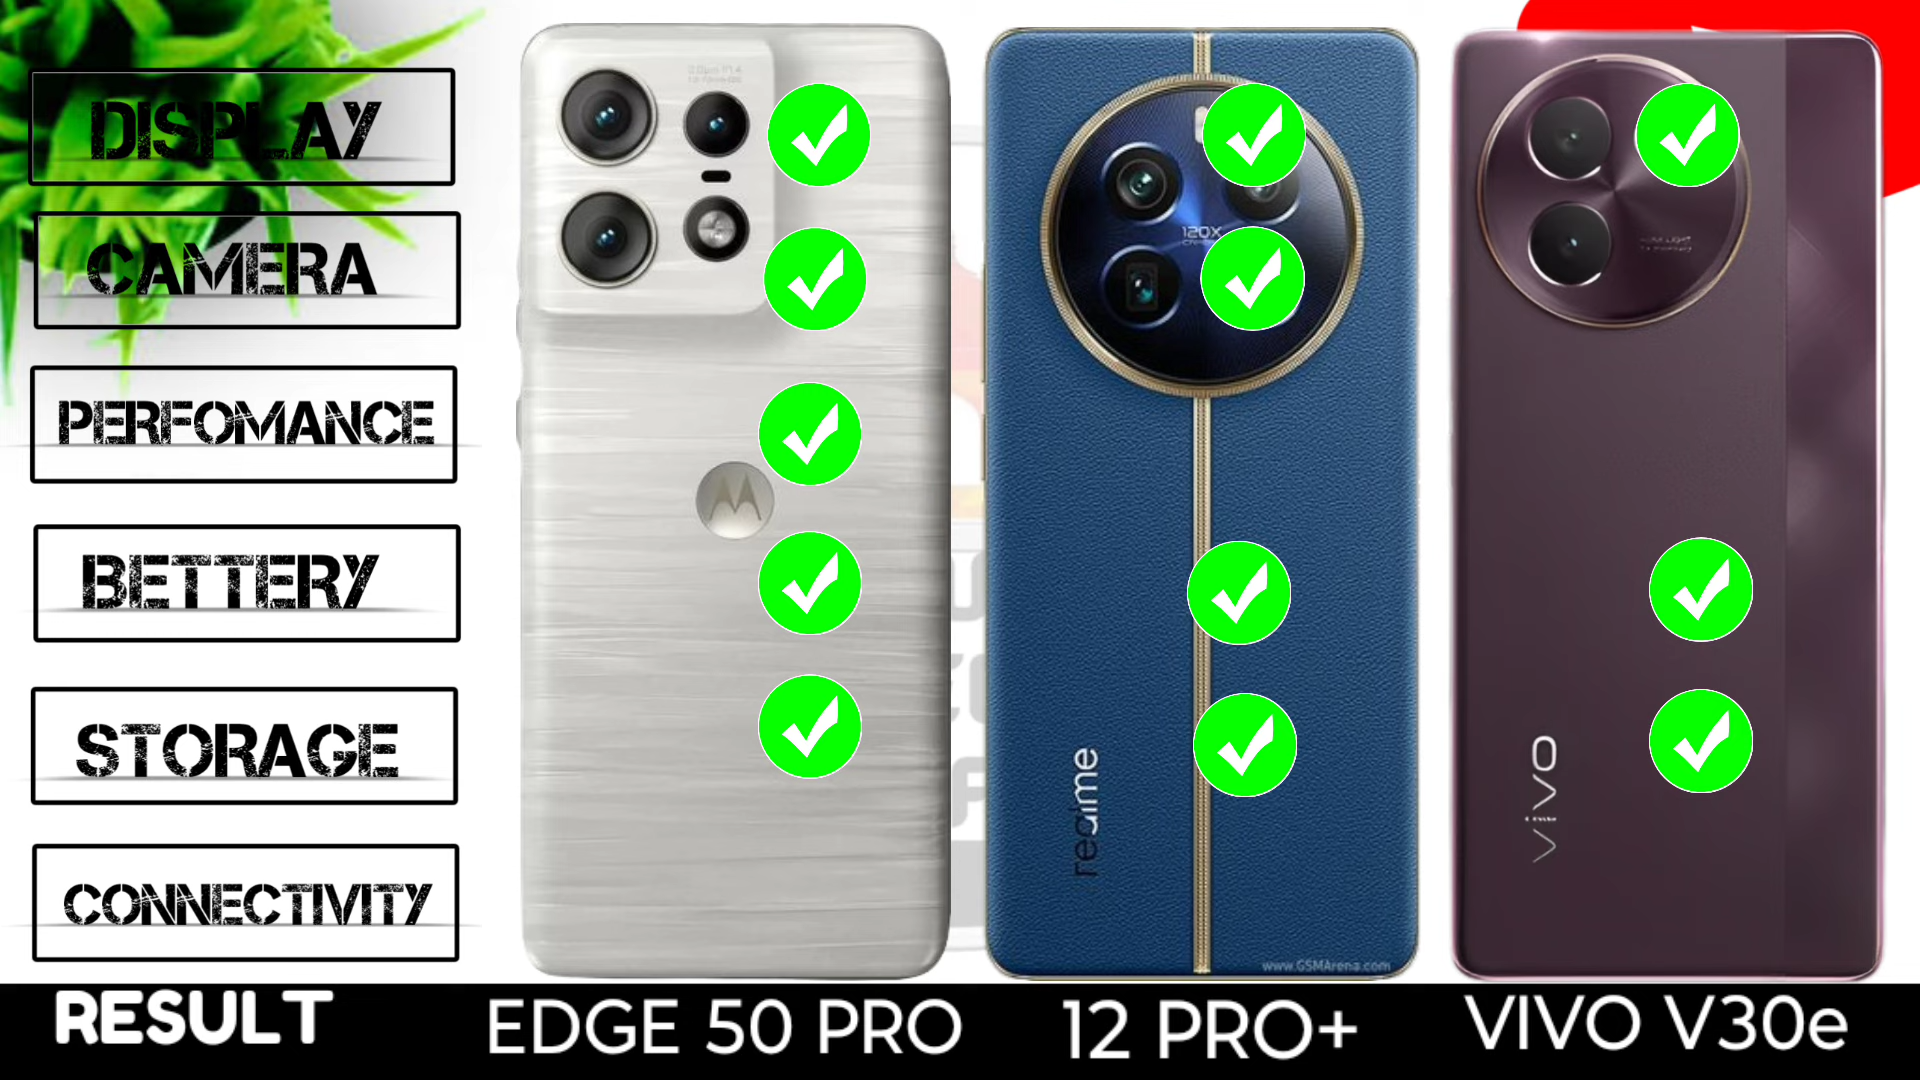 DISPLAY
CAMERA
PERFOMANCE
BETTERY
STORAGE
CONNECTIVITY
120X
realme
vivo
www.GSMArena.com
RESULT
EDGE 50 PRO
12 PRO+
VIVO V30e